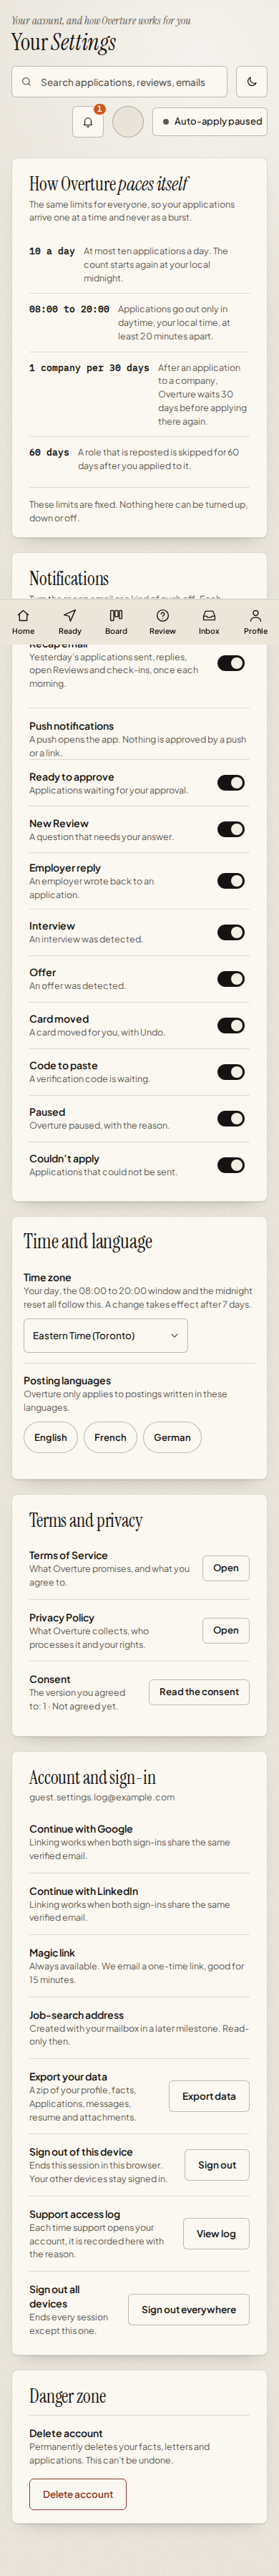 Your account, and how Overture works for you
Your Settings
Search applications, reviews, emails
1
Auto-apply paused
How Overture paces itself
The same limits for everyone, so your applications
arrive one at a time and never as a burst.
10 a day
At most ten applications a day. The
count starts again at your local
midnight.
08:00 to 20:00
Applications go out only in
daytime, your local time, at
least 20 minutes apart.
1 company per 30 days
After an application
to a company,
Overture waits 30
days before applying
there again.
60 days
A role that is reposted is skipped for 60
days after you applied to it.
These limits are fixed. Nothing here can be turned up,
down or off.
Notifications
Home
Ready
Board
Review
Inbox
Profile
Recap email
Yesterday's applications sent, replies,
open Reviews and check-ins, one each
morning.
Push notifications
A push opens the app. Nothing is approved by a push
or a link.
Ready to approve
Applications waiting for your approval.
New Review
A question that needs your answer.
Employer reply
An employer wrote back to an
application.
Interview
An interview was detected.
Offer
An offer was detected.
Card moved
A card moved for you, with Undo.
Code to paste
A verification code is waiting.
Paused
Overture paused, with the reason.
Couldn't apply
Applications that could not be sent.
Time and language
Time zone
Your day, the 08:00 to 20:00 window and the midnight
reset all follow this. A change takes effect after 7 days.
Eastern Time (Toronto)
Posting languages
Overture only applies to postings written in these
languages.
English
French
German
Terms and privacy
Terms of Service
What Overture promises, and what you
agree to.
Open
Privacy Policy
What Overture collects, who
processes it and your rights.
Open
Consent
The version you agreed
to: 1 · Not agreed yet.
Read the consent
Account and sign-in
guest.settings.log@example.com
Continue with Google
Linking works when both sign-ins share the same
verified email.
Continue with LinkedIn
Linking works when both sign-ins share the same
verified email.
Magic link
Always available. We email a one-time link, good for
15 minutes.
Job-search address
Created with your mailbox in a later milestone. Read-
only then.
Export your data
A zip of your profile, facts,
Applications, messages,
resume and attachments.
Export data
Sign out of this device
Ends this session in this browser.
Your other devices stay signed in.
Sign out
Support access log
Each time support opens your
account, it is recorded here with
the reason.
View log
Sign out all
devices
Ends every session
except this one.
Sign out everywhere
Danger zone
Delete account
Permanently deletes your facts, letters and
applications. This can't be undone.
Delete account